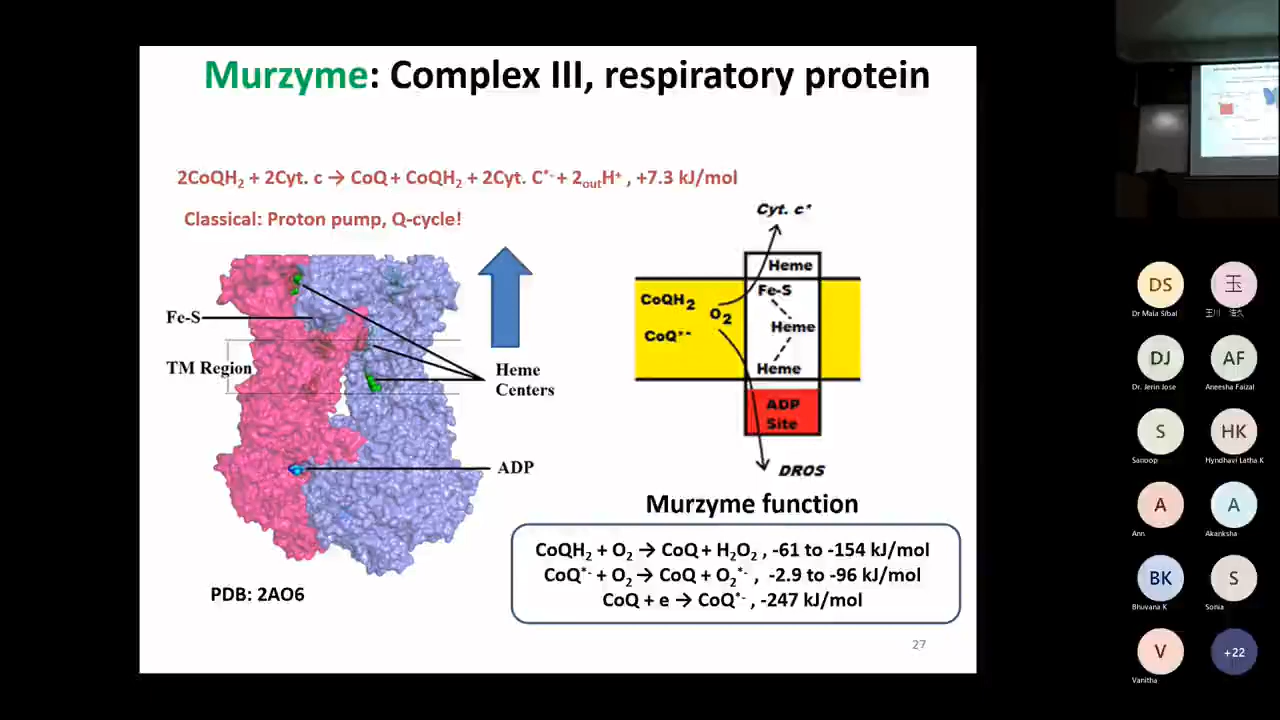 Murzyme: Complex III, respiratory protein
2CoQH₂ + 2Cyt. c → CoQ + CoQH₂ + 2Cyt. C*⁻ + 2outH⁺ , +7.3 kJ/mol
Classical: Proton pump, Q-cycle!
Fe-S
TM Region
Heme
Centers
ADP
PDB: 2AO6
Cyt. c*
Heme
CoQH₂
Fe-S
O₂
CoQ*⁻
Heme
Heme
ADP
Site
DROS
Murzyme function
CoQH₂ + O₂ → CoQ + H₂O₂ , -61 to -154 kJ/mol
CoQ*⁻ + O₂ → CoQ + O₂*⁻ , -2.9 to -96 kJ/mol
CoQ + e → CoQ*⁻ , -247 kJ/mol
27
DS
Dr Mala Sibal
玉
玉川
DJ
Dr. Jerin Jose
AF
Aneesha Faizal
S
Sanoop
HK
Hyndhavi Latha K
A
Ann
A
Akanksha
BK
Bhuvana K
S
Sonia
V
Vanitha
+22